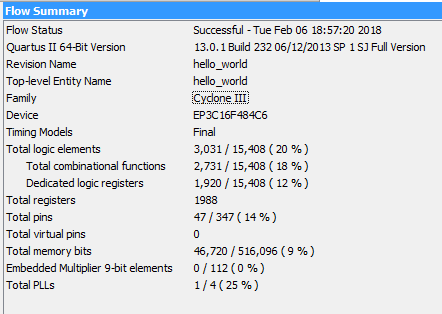 Flow Summary
Flow Status Successful - Tue Feb 06 18:57:20 2018
Quartus II 64-Bit Version 13.0.1 Build 232 06/12/2013 SP 1 SJ Full Version
Revision Name hello_world
Top-level Entity Name hello_world
Family Cyclone III
Device EP3C16F484C6
Timing Models Final
Total logic elements 3,031 / 15,408 ( 20 % )
Total combinational functions 2,731 / 15,408 ( 18 % )
Dedicated logic registers 1,920 / 15,408 ( 12 % )
Total registers 1988
Total pins 47 / 347 ( 14 % )
Total virtual pins 0
Total memory bits 46,720 / 516,096 ( 9 % )
Embedded Multiplier 9-bit elements 0 / 112 ( 0 % )
Total PLLs 1 / 4 ( 25 % )